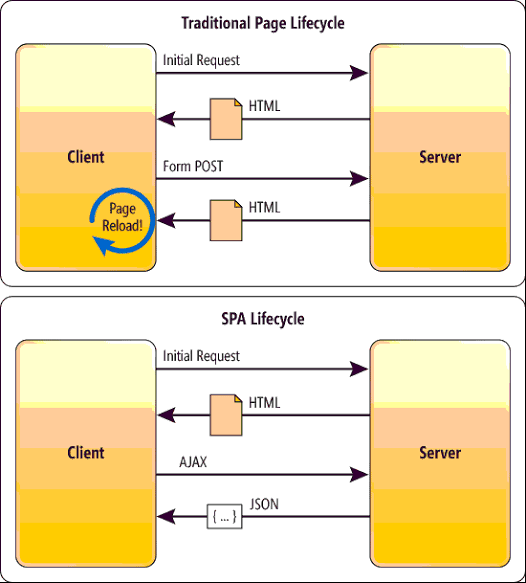 Traditional Page Lifecycle
Initial Request
HTML
Client
Server
Form POST
HTML
Page
Reload!
SPA Lifecycle
Initial Request
HTML
Client
Server
AJAX
JSON
{ ... }